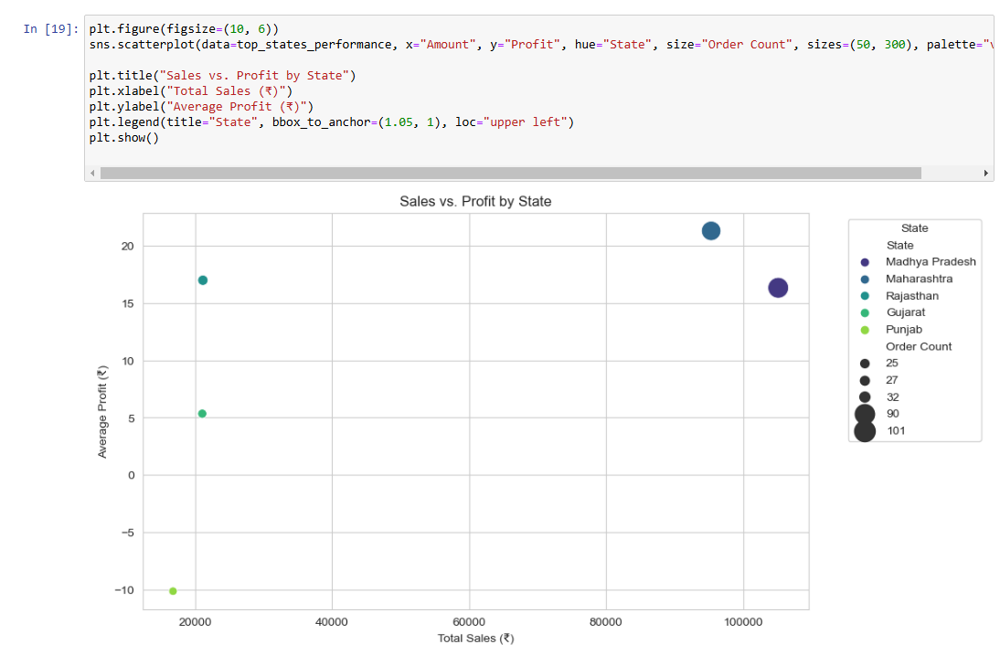 In [19]: plt.figure(figsize=(10, 6))
sns.scatterplot(data=top_states_performance, x="Amount", y="Profit", hue="State", size="Order Count", sizes=(50, 300), palette="
plt.title("Sales vs. Profit by State")
plt.xlabel("Total Sales (₹)")
plt.ylabel("Average Profit (₹)")
plt.legend(title="State", bbox_to_anchor=(1.05, 1), loc="upper left")
plt.show()
Sales vs. Profit by State
20
15
10
5
0
−5
−10
Average Profit (₹)
20000
40000
60000
80000
100000
Total Sales (₹)
State
State
Madhya Pradesh
Maharashtra
Rajasthan
Gujarat
Punjab
Order Count
25
27
32
90
101